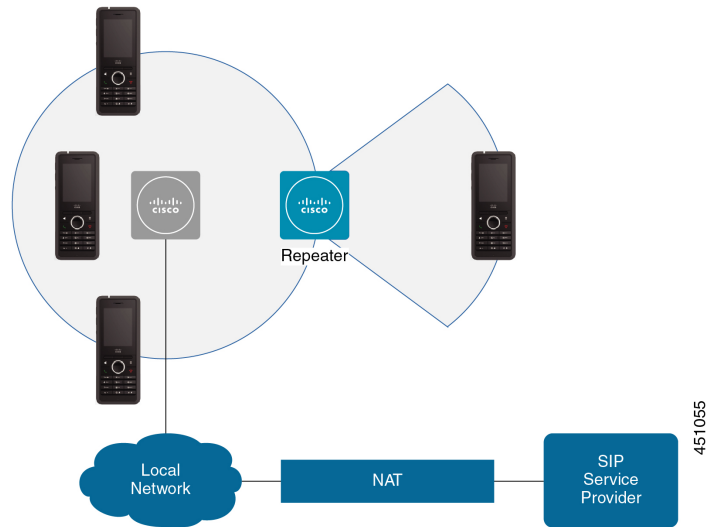 CISCO
CISCO
Repeater
Local
Network
NAT
SIP
Service
Provider
451055